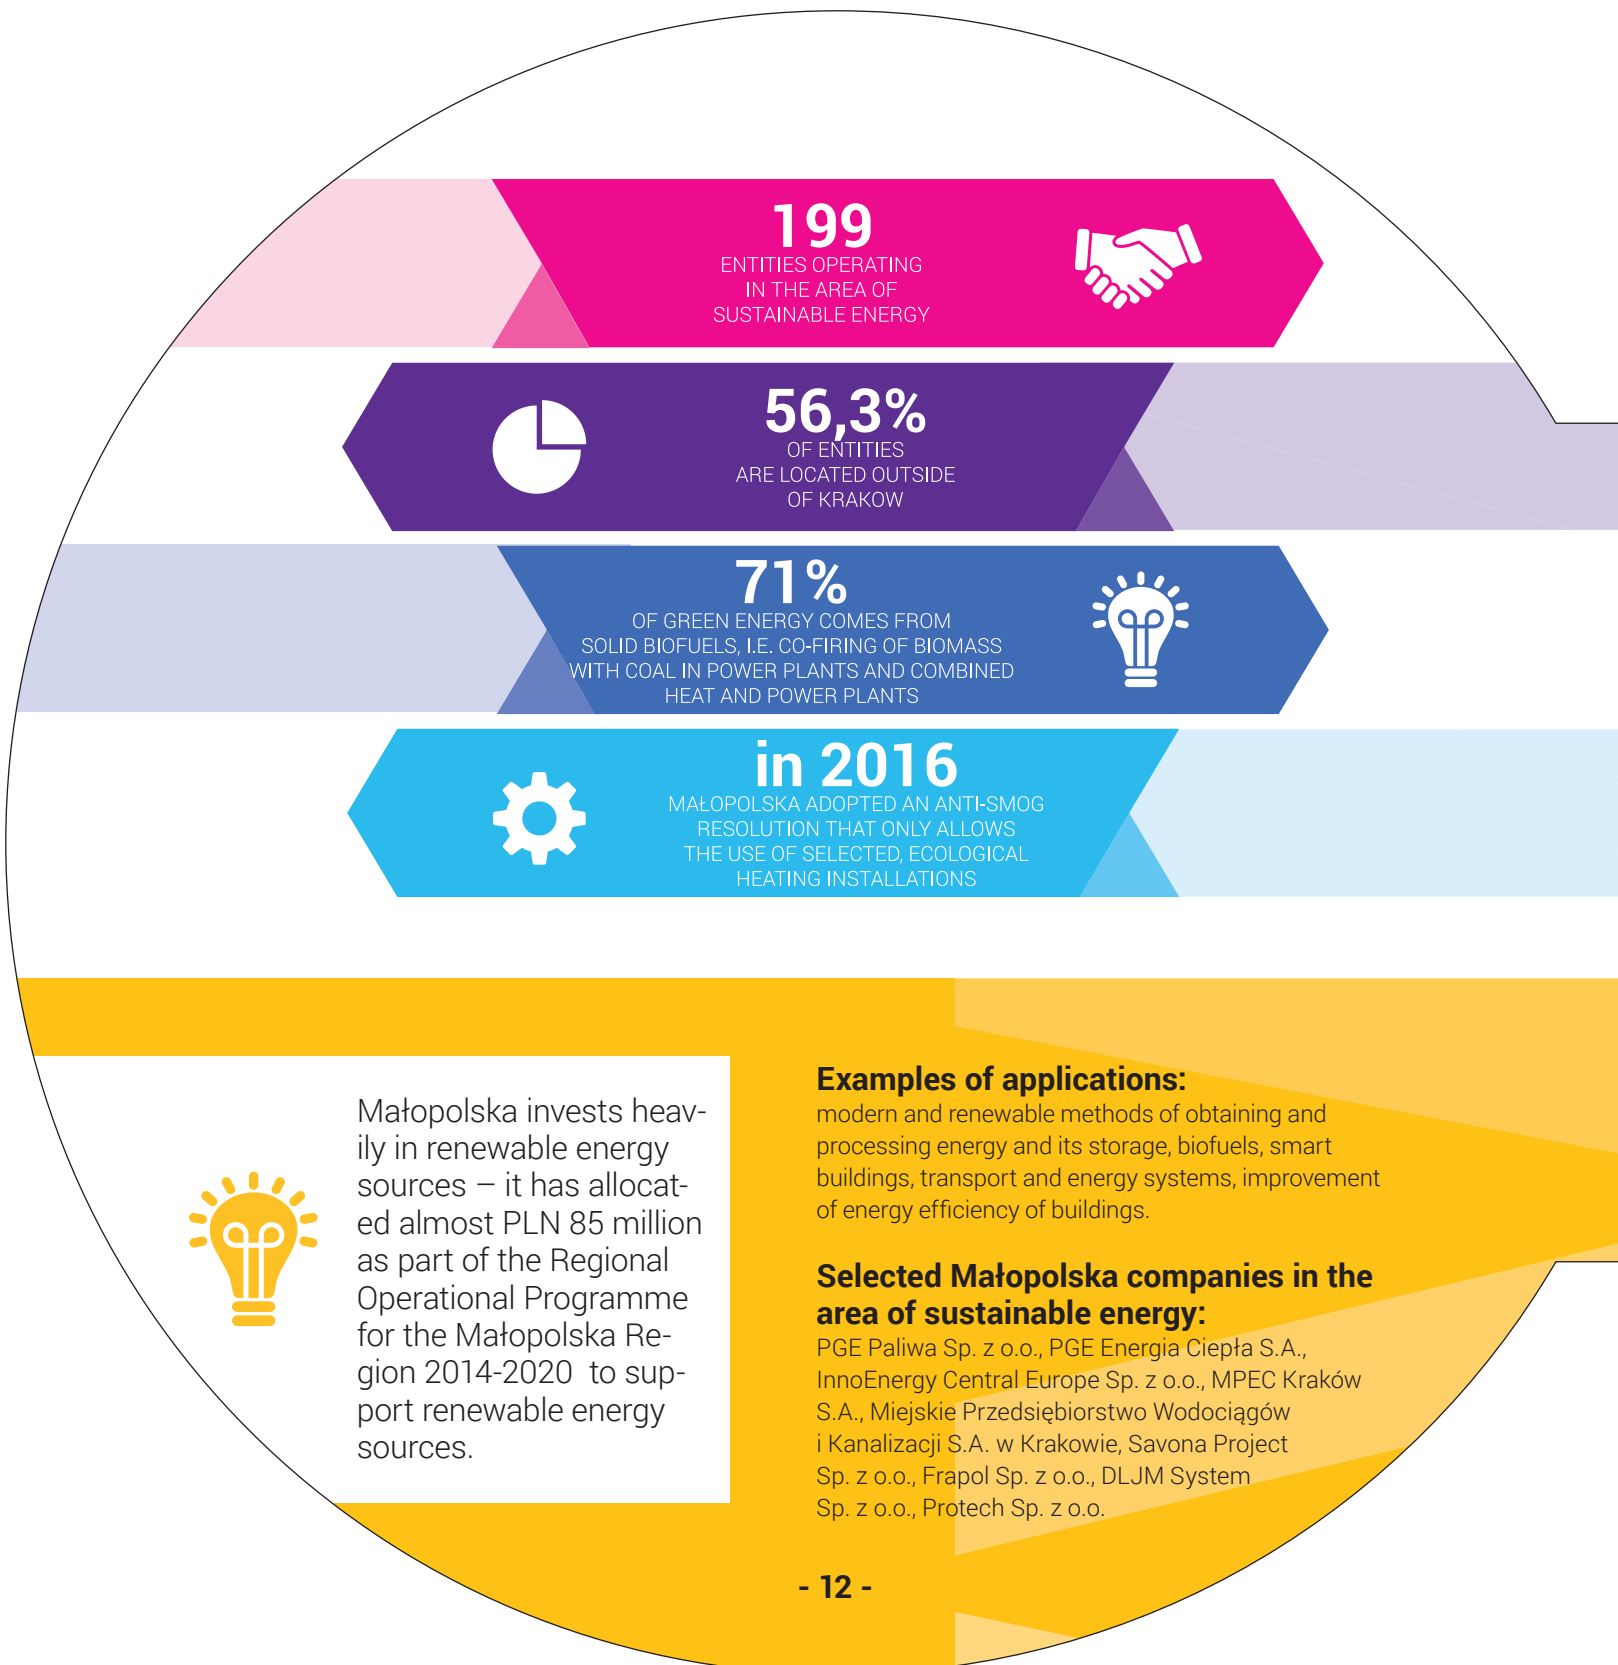 199
ENTITIES OPERATING
IN THE AREA OF
SUSTAINABLE ENERGY
56,3%
OF ENTITIES
ARE LOCATED OUTSIDE
OF KRAKOW
71%
OF GREEN ENERGY COMES FROM
SOLID BIOFUELS, I.E. CO-FIRING OF BIOMASS
WITH COAL IN POWER PLANTS AND COMBINED
HEAT AND POWER PLANTS
in 2016
MAŁOPOLSKA ADOPTED AN ANTI-SMOG
RESOLUTION THAT ONLY ALLOWS
THE USE OF SELECTED, ECOLOGICAL
HEATING INSTALLATIONS
Małopolska invests heav-
ily in renewable energy
sources – it has allocat-
ed almost PLN 85 million
as part of the Regional
Operational Programme
for the Małopolska Re-
gion 2014-2020 to sup-
port renewable energy
sources.
Examples of applications:
modern and renewable methods of obtaining and
processing energy and its storage, biofuels, smart
buildings, transport and energy systems, improvement
of energy efficiency of buildings.
Selected Małopolska companies in the
area of sustainable energy:
PGE Paliwa Sp. z o.o., PGE Energia Ciepła S.A.,
InnoEnergy Central Europe Sp. z o.o., MPEC Kraków
S.A., Miejskie Przedsiębiorstwo Wodociągów
i Kanalizacji S.A. w Krakowie, Savona Project
Sp. z o.o., Frapol Sp. z o.o., DLJM System
Sp. z o.o., Protech Sp. z o.o.
- 12 -